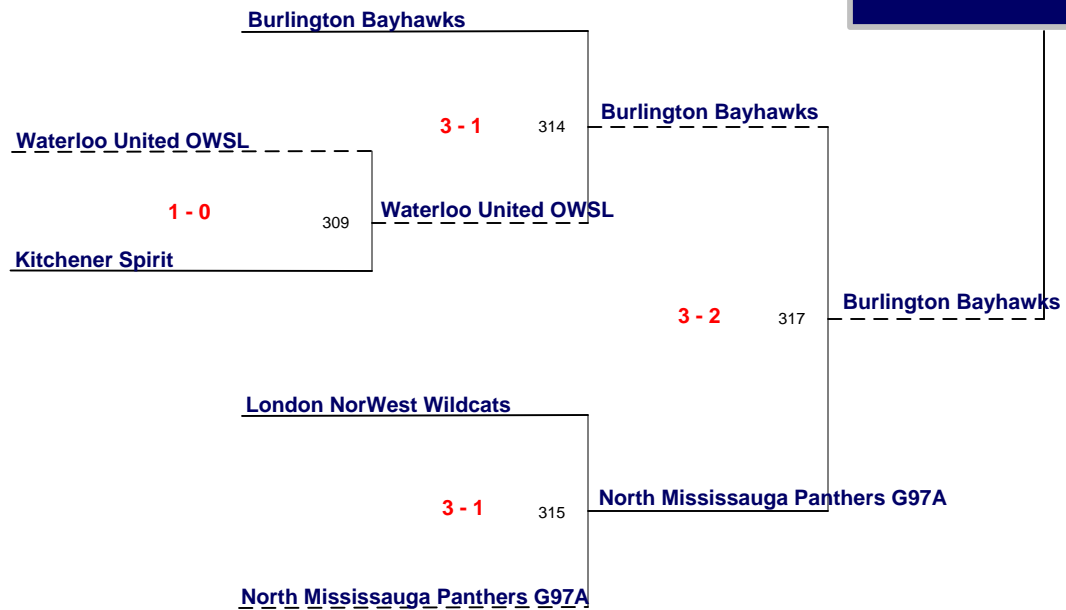 Burlington Bayhawks
3 - 1
314
Burlington Bayhawks
Waterloo United OWSL
1 - 0
309
Waterloo United OWSL
Kitchener Spirit
3 - 2
317
Burlington Bayhawks
London NorWest Wildcats
3 - 1
315
North Mississauga Panthers G97A
North Mississauga Panthers G97A